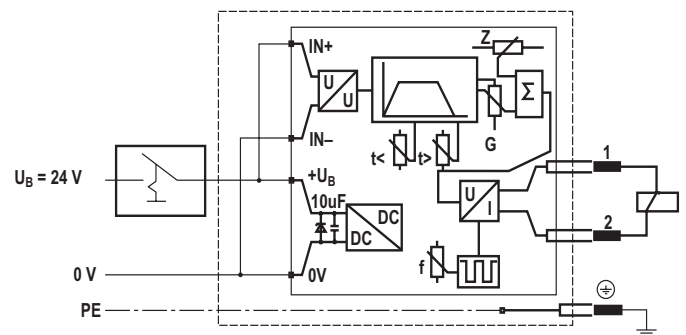 Z
IN+
U
U
Σ
IN–
t<
t>
G
1
U_B = 24 V
+U_B
10uF
DC
DC
U
I
2
0 V
0V
f
PE